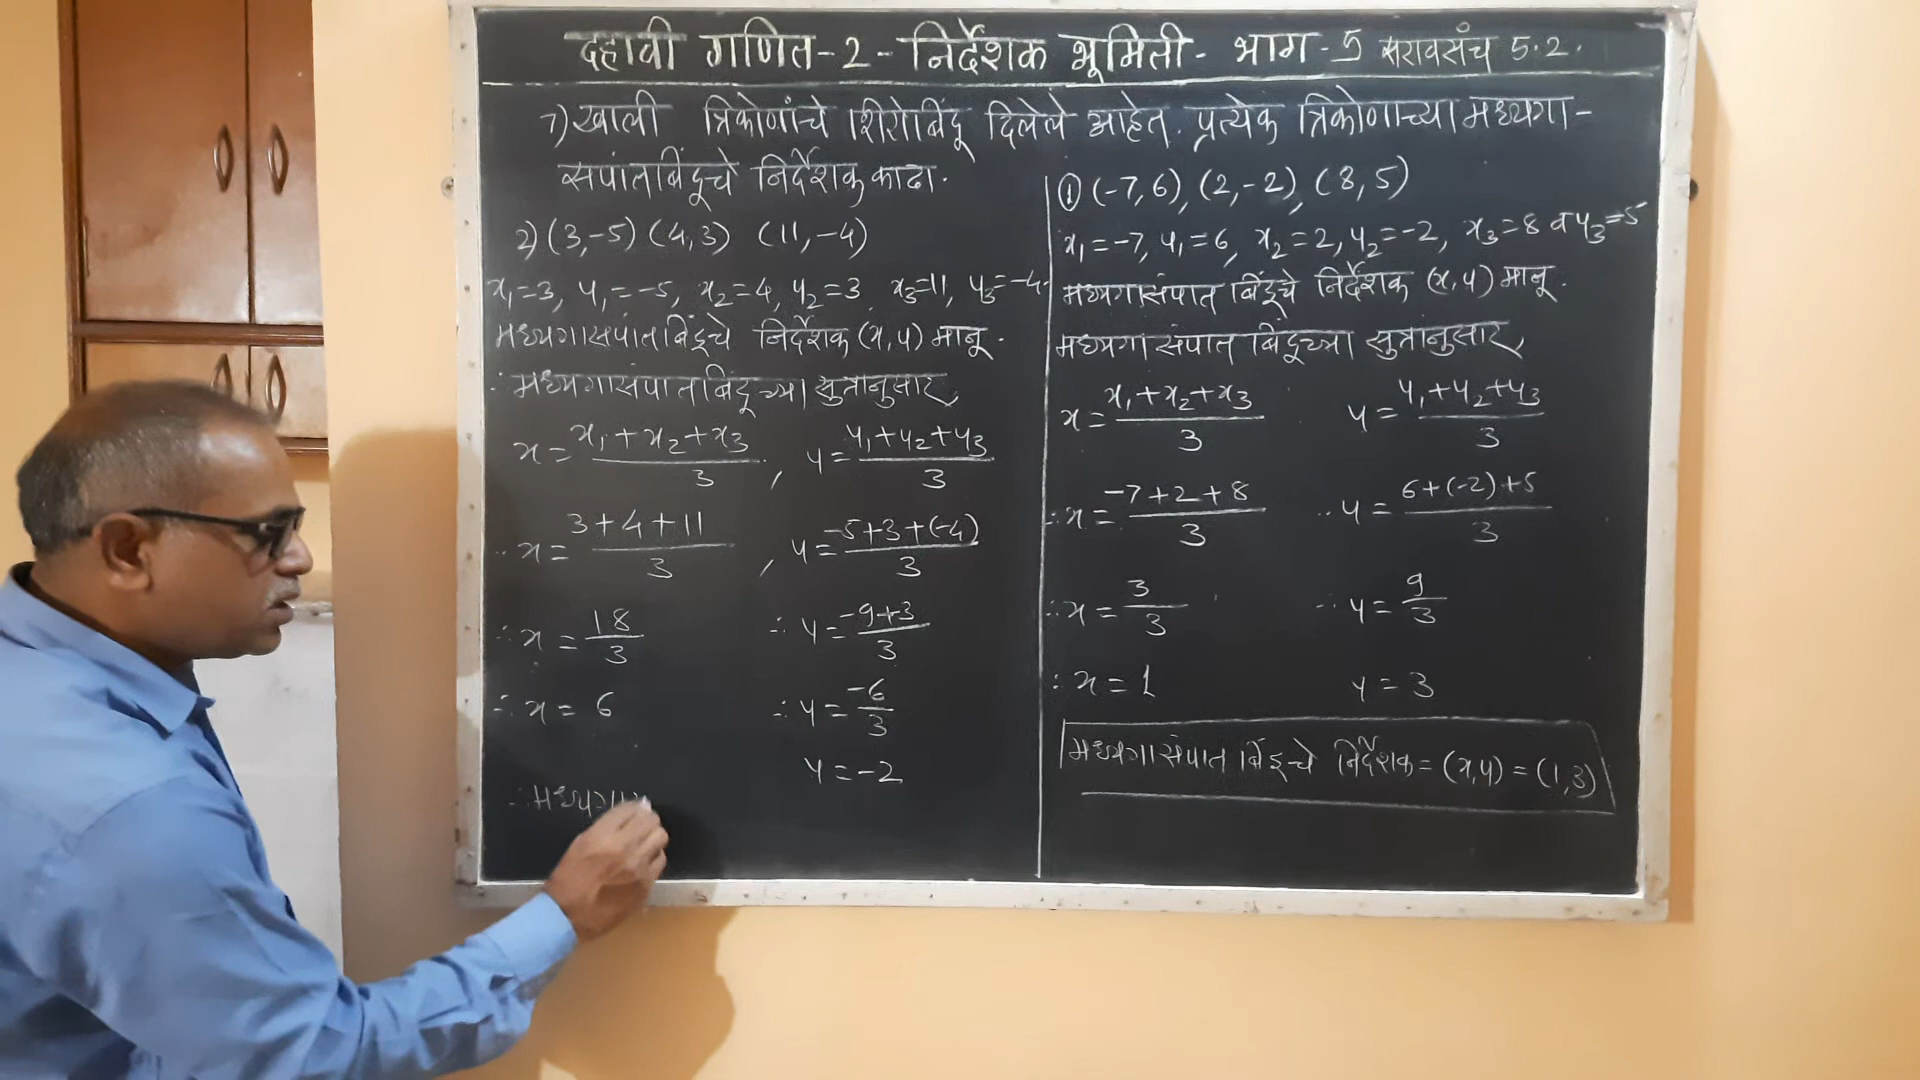 दहावी गणित-2-निर्देशक भूमिती- भाग-5 सरावसंच 5.2.
7) खाली त्रिकोणांचे शिरोबिंदू दिलेले आहेत. प्रत्येक त्रिकोणाच्या मध्यगा-
संपातबिंदूचे निर्देशक काढा.
2) (3,-5) (4,3) (11,-4)
x₁=3, y₁=-5, x₂=4, y₂=3, x₃=11, y₃=-4.
मध्यगासंपातबिंदूचे निर्देशक (x,y) मानू.
∴ मध्यगासंपातबिंदूच्या सुत्रानुसार,
x = (x₁+x₂+x₃)/3 , y = (y₁+y₂+y₃)/3
∴ x = (3+4+11)/3 , y = (-5+3+(-4))/3
∴ x = 18/3 ∴ y = (-9+3)/3
∴ x = 6 ∴ y = -6/3
y = -2
∴ मध्यगा
① (-7,6), (2,-2), (8,5)
x₁=-7, y₁=6, x₂=2, y₂=-2, x₃=8 व y₃=5
मध्यगासंपात बिंदूचे निर्देशक (x,y) मानू.
मध्यगासंपात बिंदूच्या सुत्रानुसार,
x = (x₁+x₂+x₃)/3 y = (y₁+y₂+y₃)/3
∴ x = (-7+2+8)/3 ∴ y = (6+(-2)+5)/3
∴ x = 3/3 ∴ y = 9/3
∴ x = 1 y = 3
मध्यगासंपात बिंदूचे निर्देशक = (x,y) = (1,3)